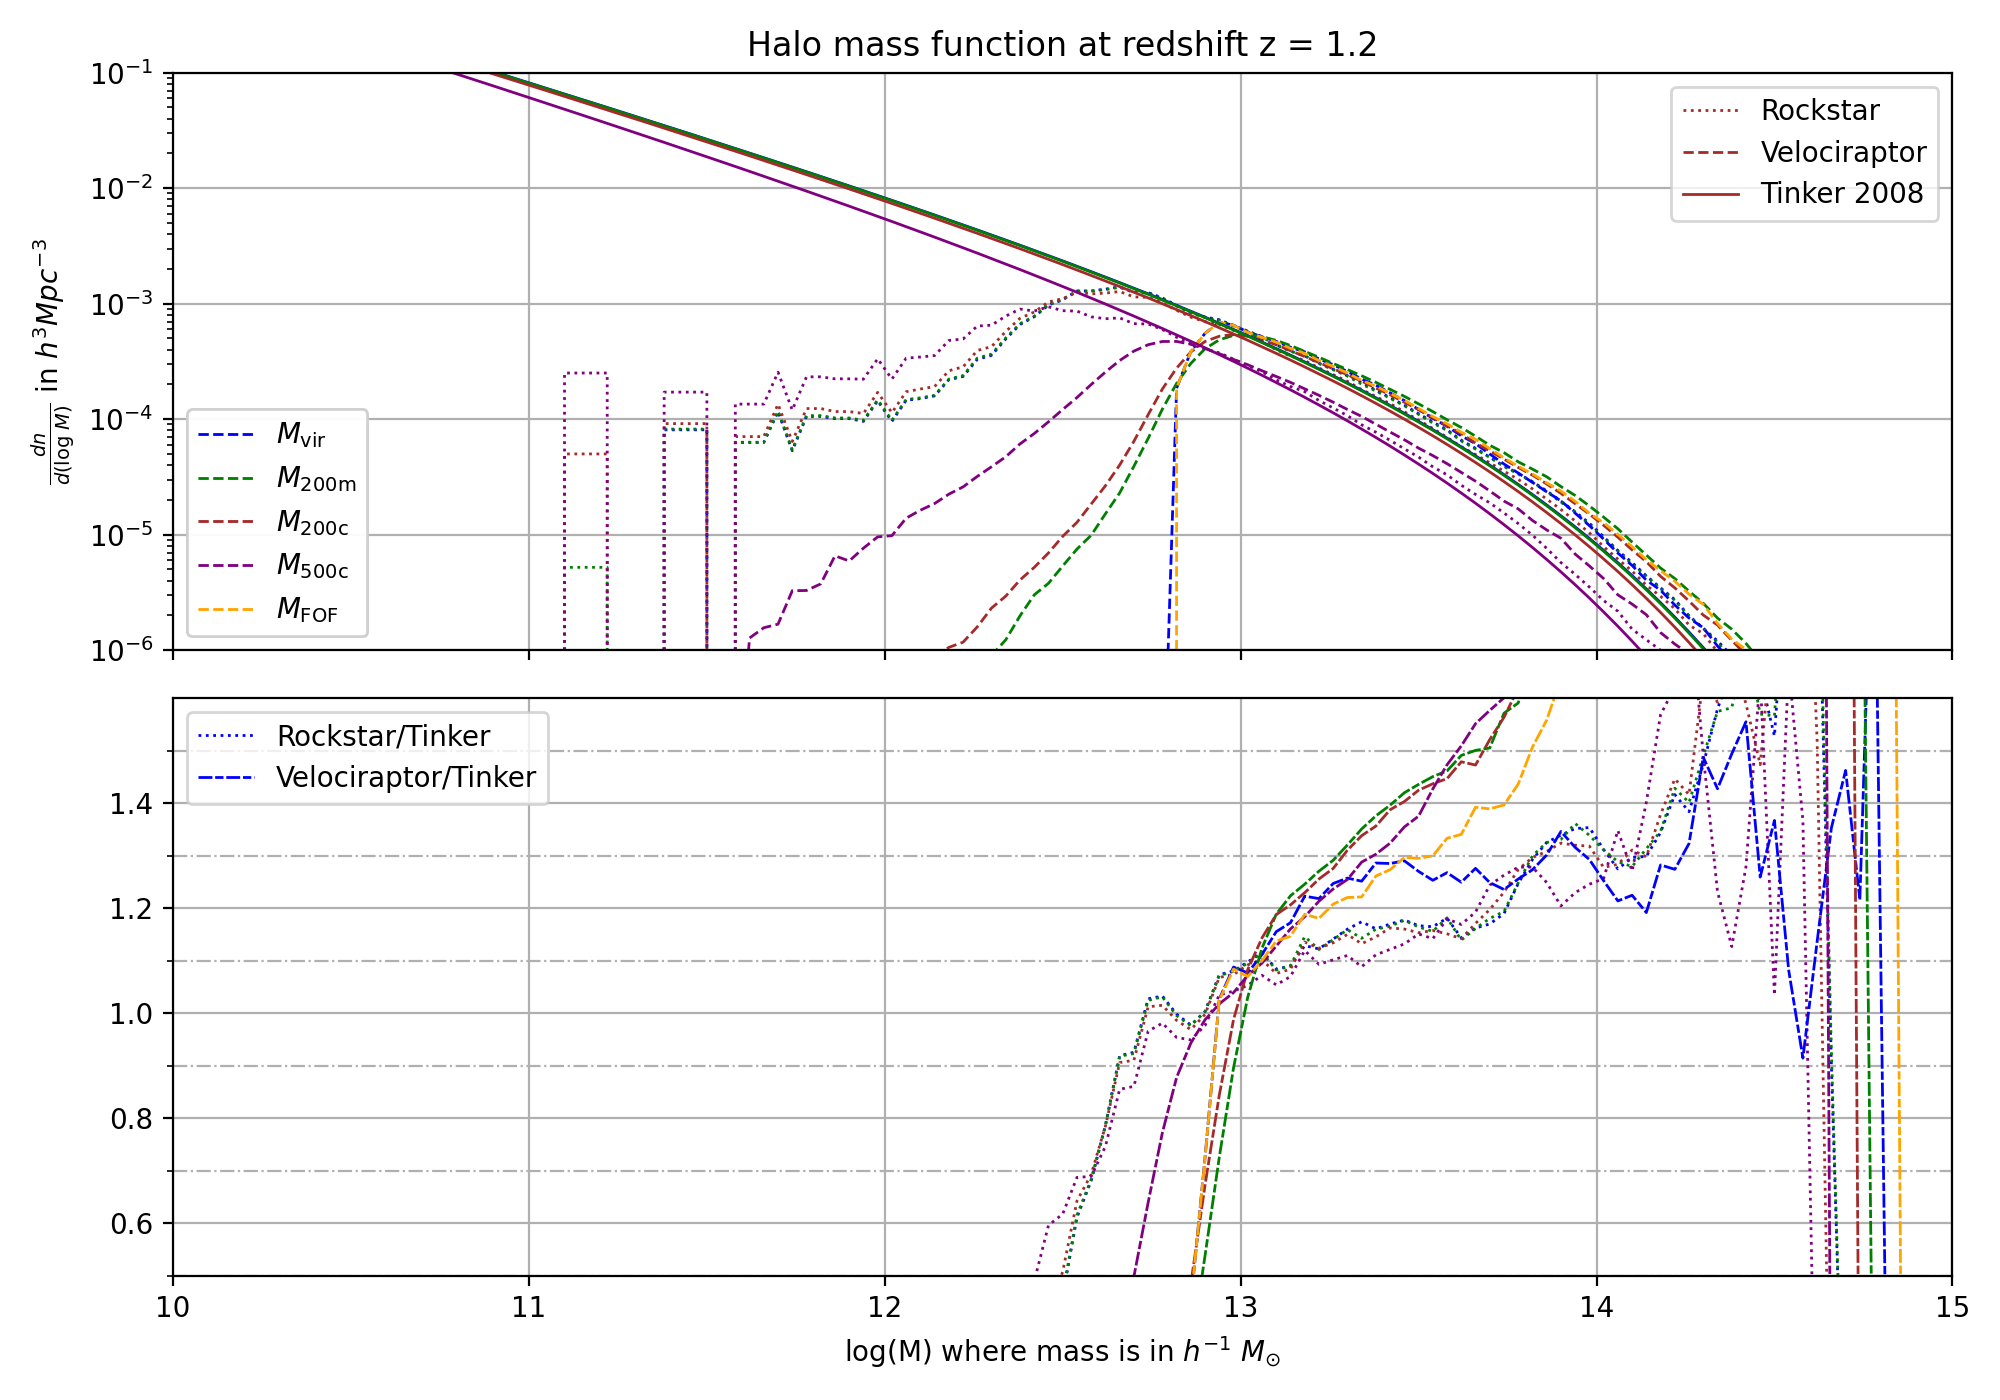 Halo mass function at redshift z = 1.2
10⁻¹
10⁻²
10⁻³
10⁻⁴
10⁻⁵
10⁻⁶
dn/d(log M) in h³Mpc⁻³
Rockstar
Velociraptor
Tinker 2008
M_vir
M_200m
M_200c
M_500c
M_FOF
Rockstar/Tinker
Velociraptor/Tinker
1.4
1.2
1.0
0.8
0.6
10 11 12 13 14 15
log(M) where mass is in h⁻¹ M_⊙